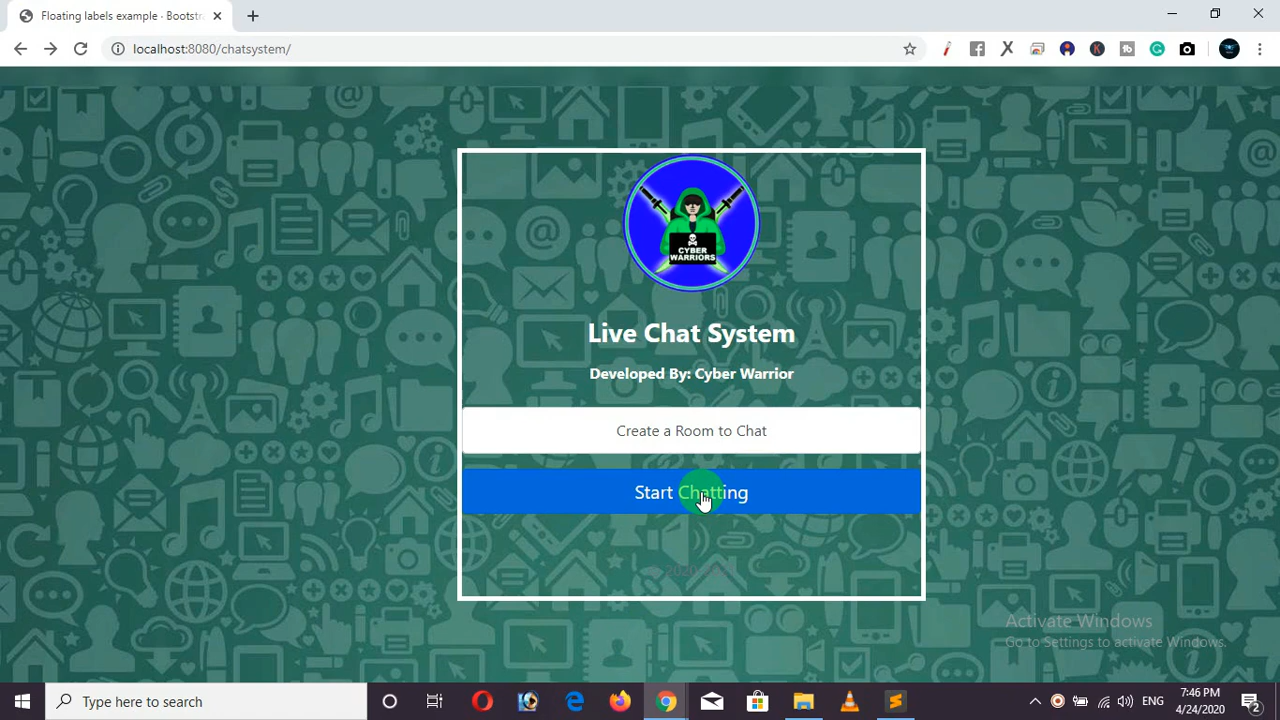 Floating labels example · Bootstr
localhost:8080/chatsystem/
CYBER
WARRIORS
Live Chat System
Developed By: Cyber Warrior
Create a Room to Chat
Start Chatting
Activate Windows
Go to Settings to activate Windows.
Type here to search
ENG
7:46 PM
4/24/2020
2